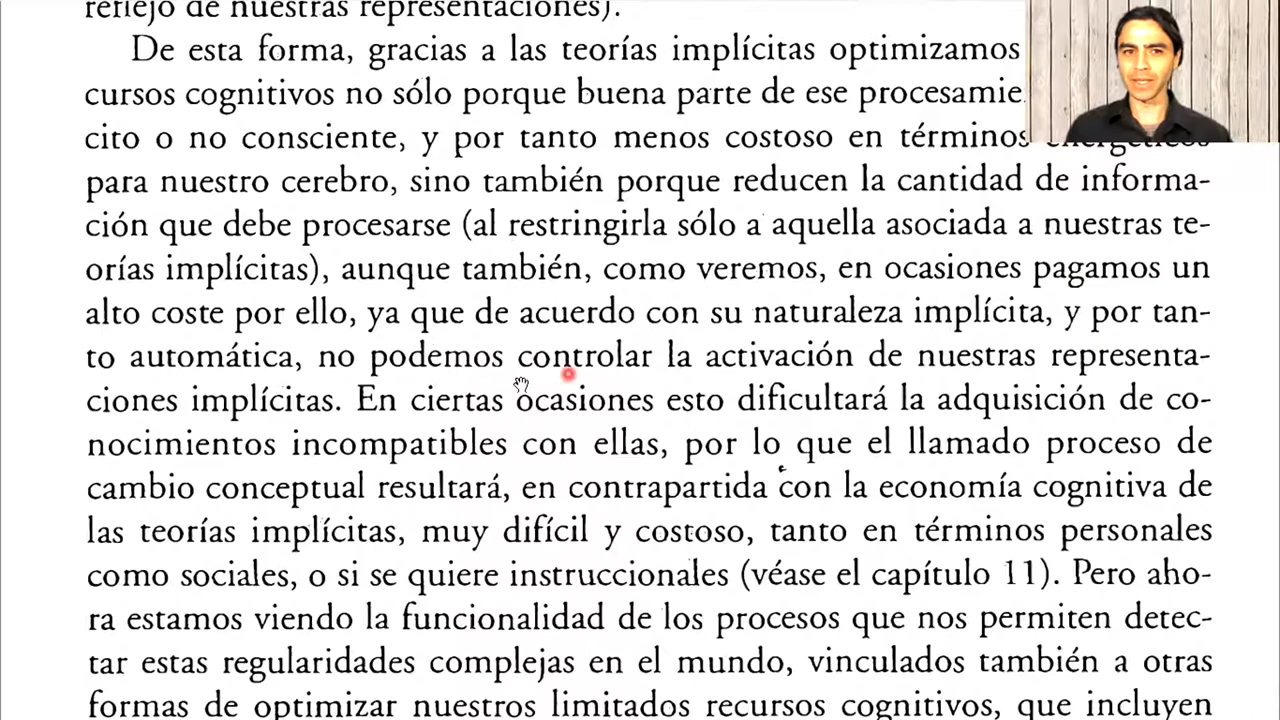 reflejo de nuestras representaciones).
De esta forma, gracias a las teorías implícitas optimizamos
cursos cognitivos no sólo porque buena parte de ese procesamie
cito o no consciente, y por tanto menos costoso en términos energéticos
para nuestro cerebro, sino también porque reducen la cantidad de informa-
ción que debe procesarse (al restringirla sólo a aquella asociada a nuestras te-
orías implícitas), aunque también, como veremos, en ocasiones pagamos un
alto coste por ello, ya que de acuerdo con su naturaleza implícita, y por tan-
to automática, no podemos controlar la activación de nuestras representa-
ciones implícitas. En ciertas ocasiones esto dificultará la adquisición de co-
nocimientos incompatibles con ellas, por lo que el llamado proceso de
cambio conceptual resultará, en contrapartida con la economía cognitiva de
las teorías implícitas, muy difícil y costoso, tanto en términos personales
como sociales, o si se quiere instruccionales (véase el capítulo 11). Pero aho-
ra estamos viendo la funcionalidad de los procesos que nos permiten detec-
tar estas regularidades complejas en el mundo, vinculados también a otras
formas de optimizar nuestros limitados recursos cognitivos, que incluyen